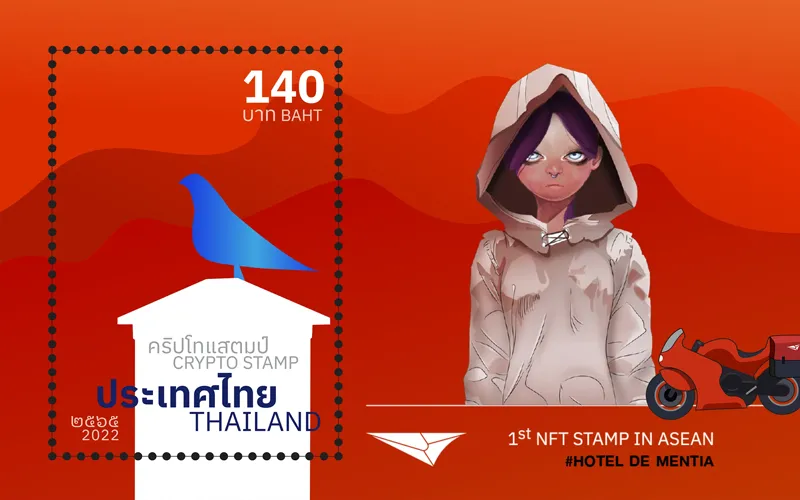 140
บาท BAHT
คริปโทแสตมป์
CRYPTO STAMP
ประเทศไทย
THAILAND
๒๕๖๕
2022
1st NFT STAMP IN ASEAN
#HOTEL DE MENTIA